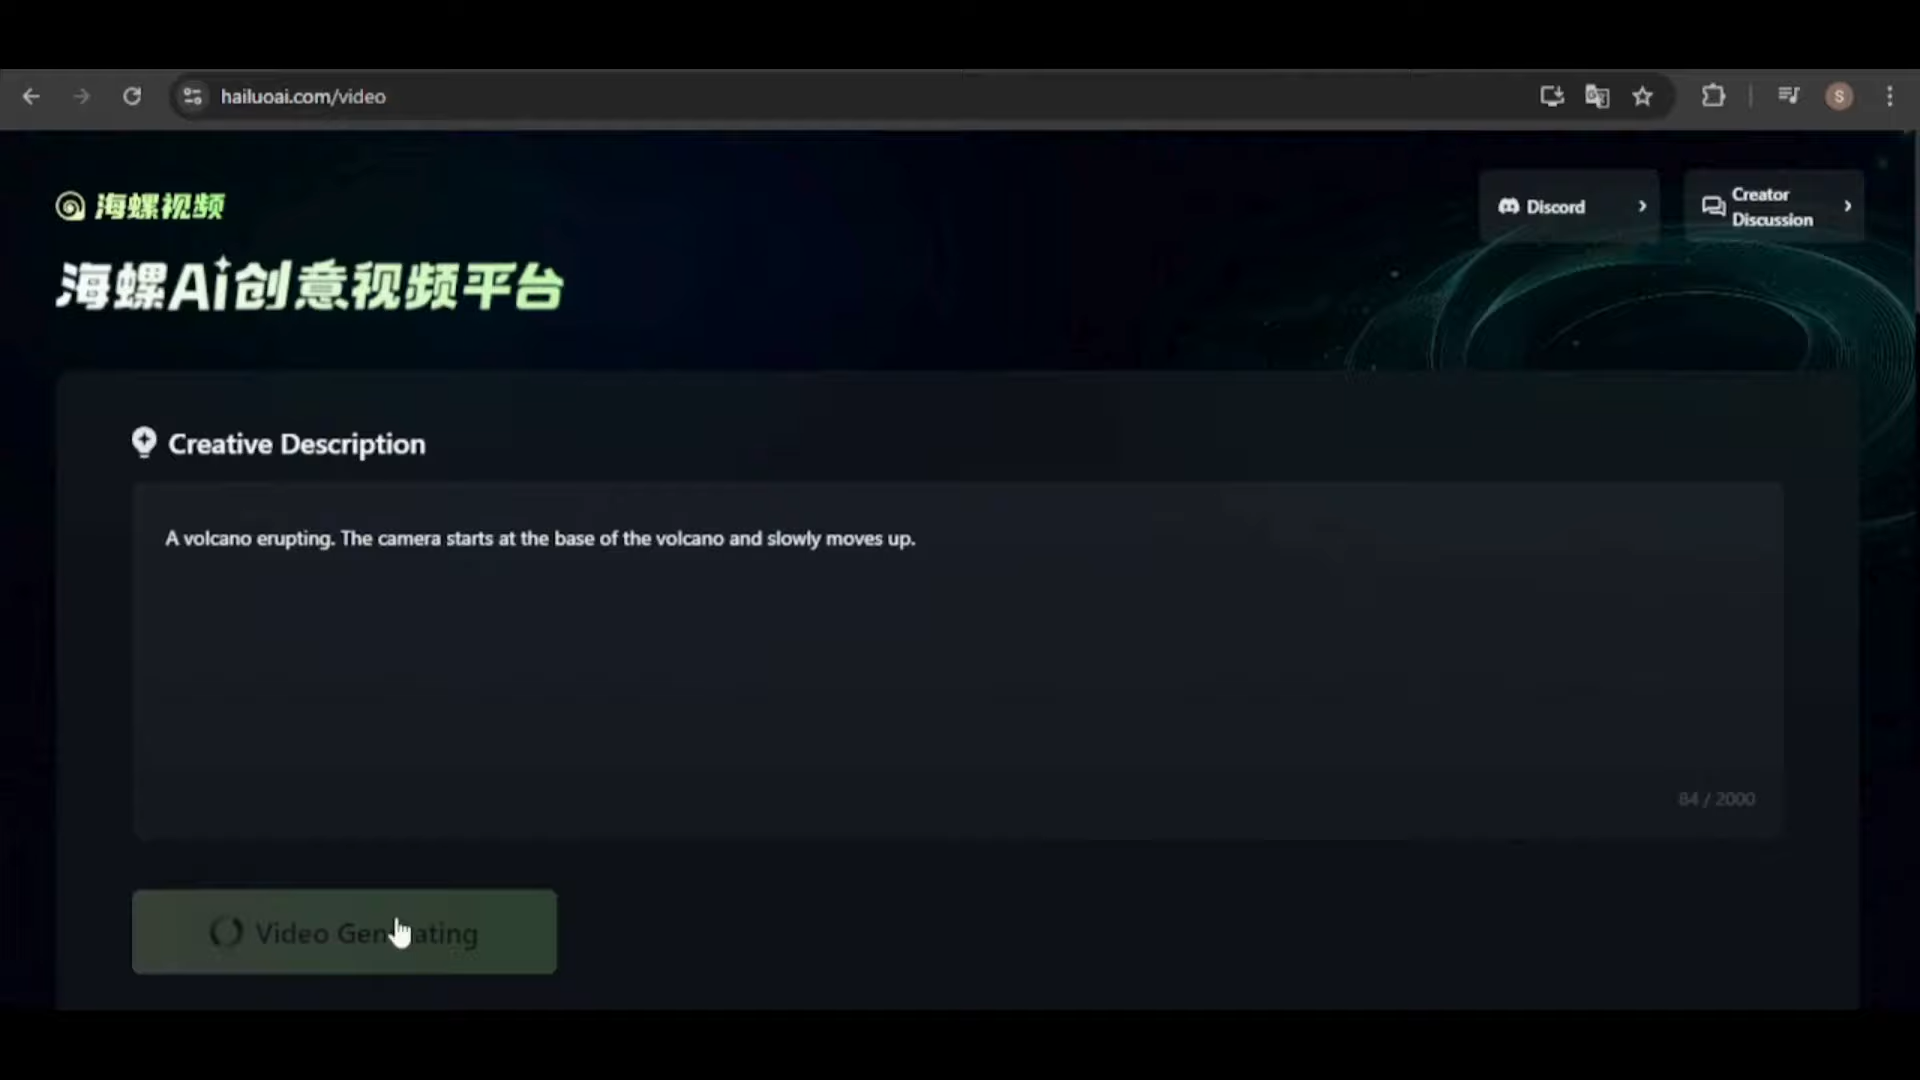 hailuoai.com/video
S
海螺视频
Discord
Creator
Discussion
海螺Ai创意视频平台
Creative Description
A volcano erupting. The camera starts at the base of the volcano and slowly moves up.
84 / 2000
Video Generating